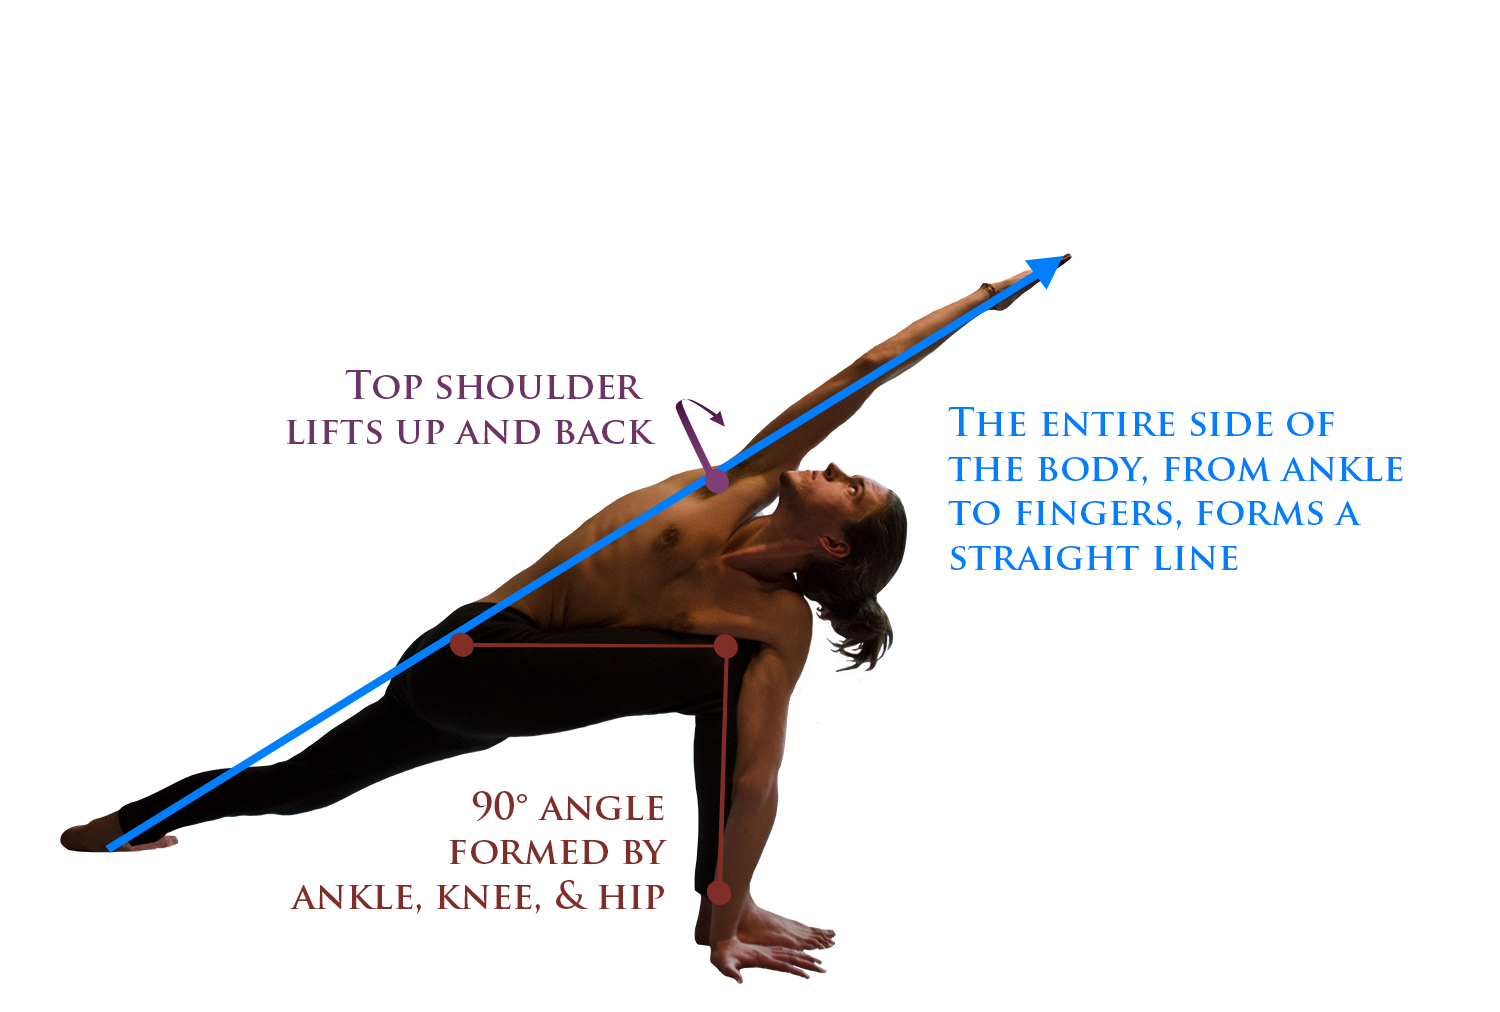 Top shoulder
lifts up and back
The entire side of
the body, from ankle
to fingers, forms a
straight line
90° angle
formed by
ankle, knee, & hip